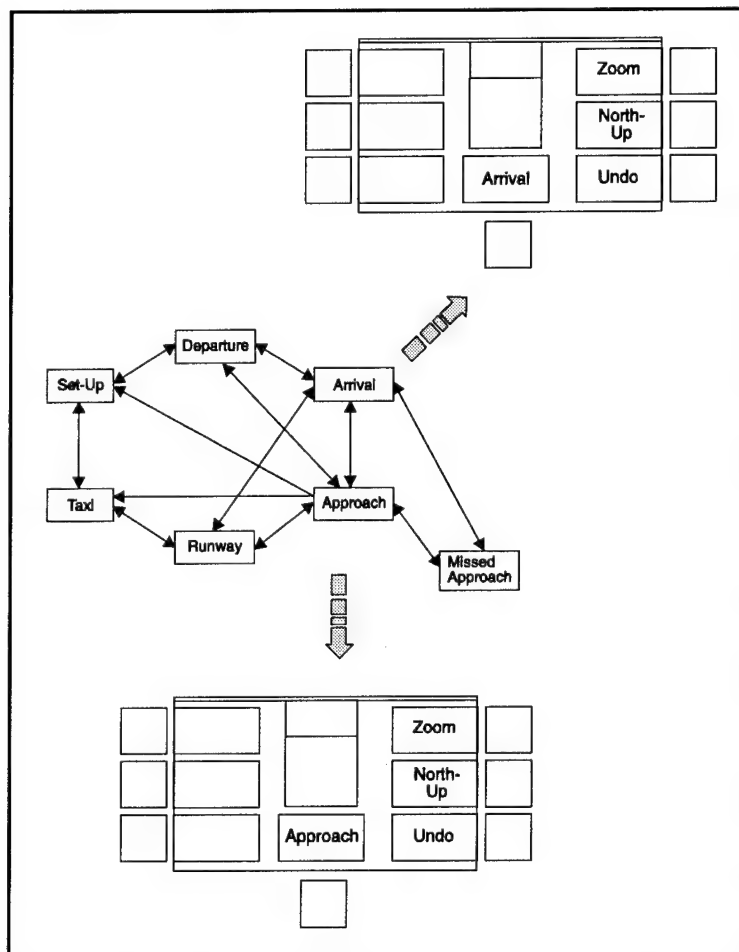 Zoom
North-
Up
Arrival
Undo
Departure
Set-Up
Arrival
Taxi
Approach
Runway
Missed
Approach
Zoom
North-
Up
Approach
Undo